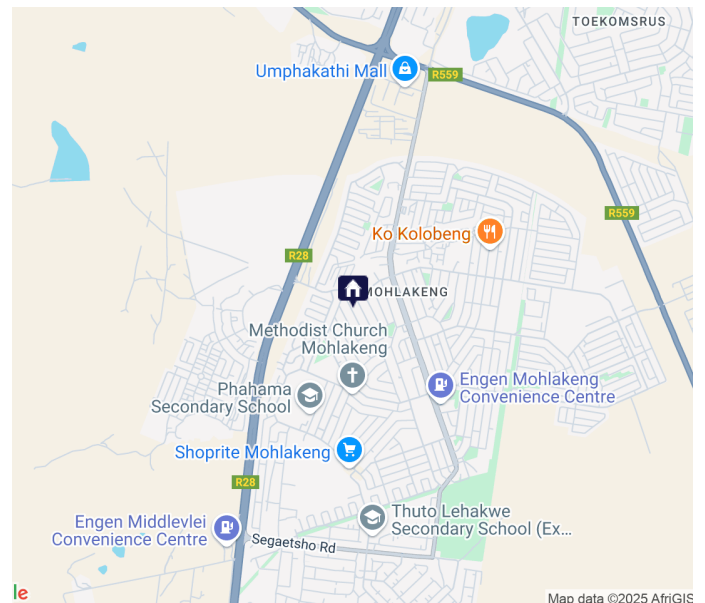 TOEKOMSRUS
Umphakathi Mall
R559
R559
Ko Kolobeng
R28
MOHLAKENG
Methodist Church
Mohlakeng
Engen Mohlakeng
Convenience Centre
Phahama
Secondary School
Shoprite Mohlakeng
R28
Thuto Lehakwe
Secondary School (Ex...
Engen Middlevlei
Convenience Centre
Segaetsho Rd
le
Map data ©2025 AfriGIS